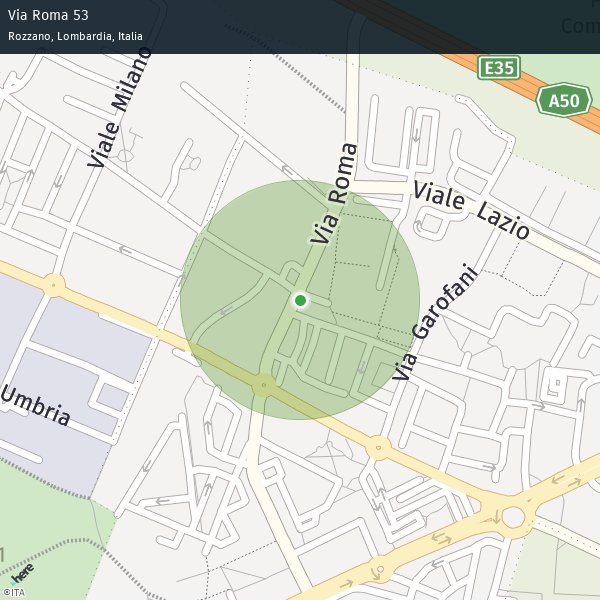 Via Roma 53
Rozzano, Lombardia, Italia
E35
A50
Com
Viale Milano
Via Roma
Viale Lazio
Via Garofani
Umbria
1
here
©ITA